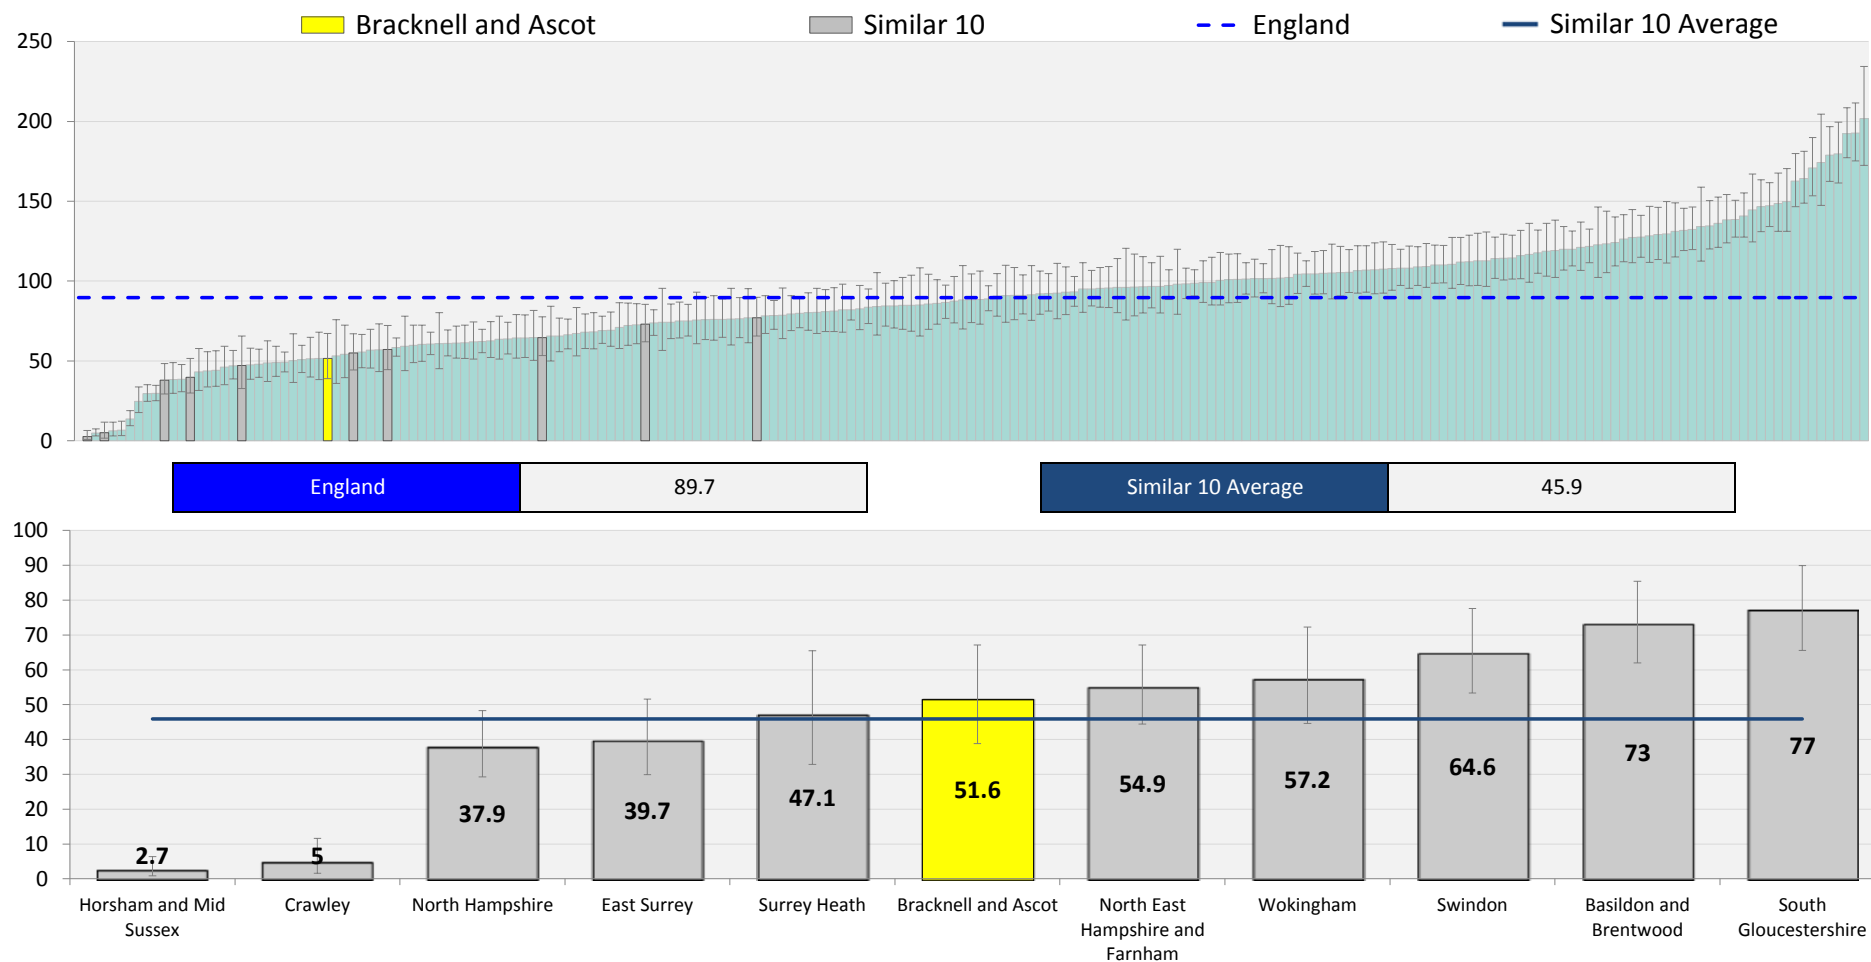 Bracknell and Ascot Similar 10 England Similar 10 Average
250
200
150
100
50
0
England 89.7 Similar 10 Average 45.9
100
90
80
70
60
50
40
30
20
10
0
2.7 5 37.9 39.7 47.1 51.6 54.9 57.2 64.6 73 77
Horsham and Mid Sussex
Crawley
North Hampshire
East Surrey
Surrey Heath
Bracknell and Ascot
North East
Hampshire and
Farnham
Wokingham
Swindon
Basildon and
Brentwood
South
Gloucestershire